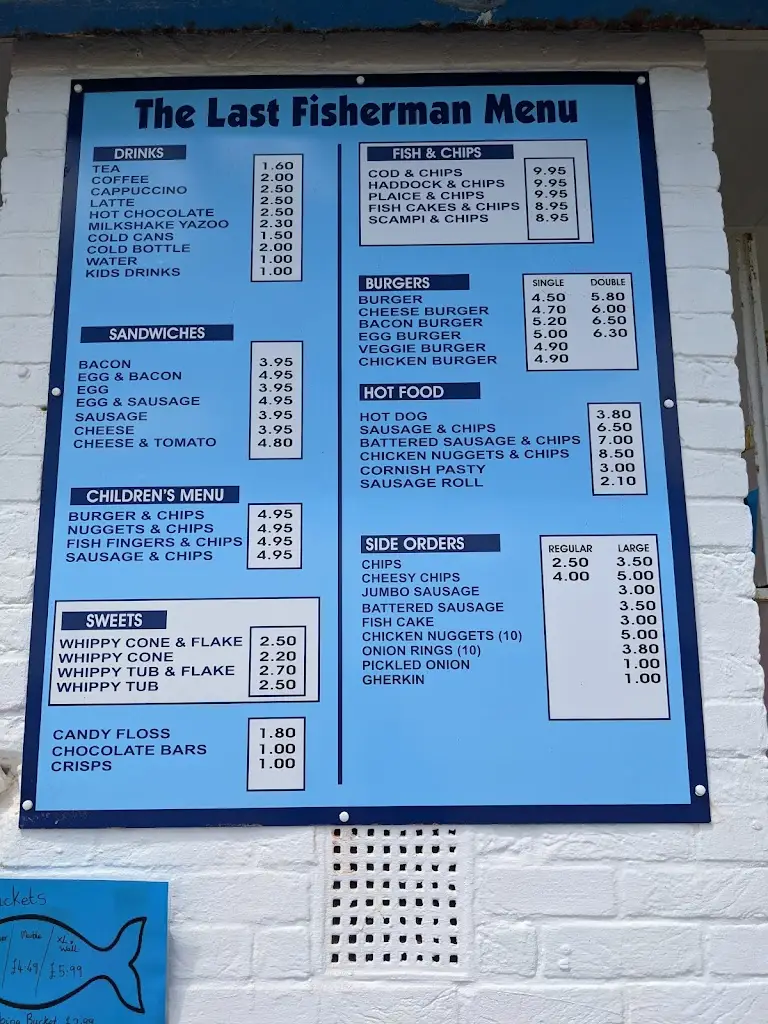 The Last Fisherman Menu
DRINKS
TEA 1.60
COFFEE 2.00
CAPPUCCINO 2.50
LATTE 2.50
HOT CHOCOLATE 2.50
MILKSHAKE YAZOO 2.30
COLD CANS 1.50
COLD BOTTLE 2.00
WATER 1.00
KIDS DRINKS 1.00
SANDWICHES
BACON 3.95
EGG & BACON 4.95
EGG 3.95
EGG & SAUSAGE 4.95
SAUSAGE 3.95
CHEESE 3.95
CHEESE & TOMATO 4.80
CHILDREN'S MENU
BURGER & CHIPS 4.95
NUGGETS & CHIPS 4.95
FISH FINGERS & CHIPS 4.95
SAUSAGE & CHIPS 4.95
SWEETS
WHIPPY CONE & FLAKE 2.50
WHIPPY CONE 2.20
WHIPPY TUB & FLAKE 2.70
WHIPPY TUB 2.50
CANDY FLOSS 1.80
CHOCOLATE BARS 1.00
CRISPS 1.00
FISH & CHIPS
COD & CHIPS 9.95
HADDOCK & CHIPS 9.95
PLAICE & CHIPS 9.95
FISH CAKES & CHIPS 8.95
SCAMPI & CHIPS 8.95
BURGERS SINGLE DOUBLE
BURGER 4.50 5.80
CHEESE BURGER 4.70 6.00
BACON BURGER 5.20 6.50
EGG BURGER 5.00 6.30
VEGGIE BURGER 4.90
CHICKEN BURGER 4.90
HOT FOOD
HOT DOG 3.80
SAUSAGE & CHIPS 6.50
BATTERED SAUSAGE & CHIPS 7.00
CHICKEN NUGGETS & CHIPS 8.50
CORNISH PASTY 3.00
SAUSAGE ROLL 2.10
SIDE ORDERS REGULAR LARGE
CHIPS 2.50 3.50
CHEESY CHIPS 4.00 5.00
JUMBO SAUSAGE 3.00
BATTERED SAUSAGE 3.50
FISH CAKE 3.00
CHICKEN NUGGETS (10) 5.00
ONION RINGS (10) 3.80
PICKLED ONION 1.00
GHERKIN 1.00
£4.49 £5.99
Bucket